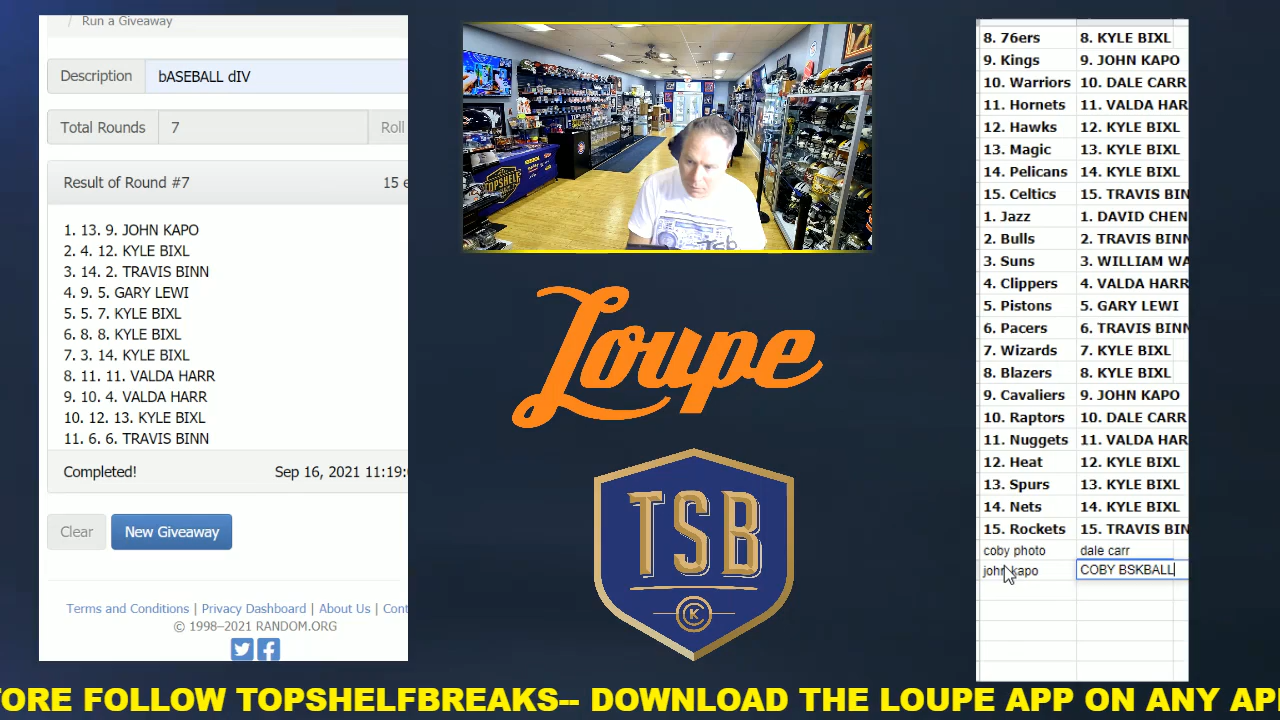 / Run a Giveaway
Description bASEBALL dIV
Total Rounds 7 Roll
Result of Round #7 15 e
1. 13. 9. JOHN KAPO
2. 4. 12. KYLE BIXL
3. 14. 2. TRAVIS BINN
4. 9. 5. GARY LEWI
5. 5. 7. KYLE BIXL
6. 8. 8. KYLE BIXL
7. 3. 14. KYLE BIXL
8. 11. 11. VALDA HARR
9. 10. 4. VALDA HARR
10. 12. 13. KYLE BIXL
11. 6. 6. TRAVIS BINN
Completed! Sep 16, 2021 11:19:0
Clear New Giveaway
Terms and Conditions | Privacy Dashboard | About Us | Cont
© 1998–2021 RANDOM.ORG
TOPSHELF
Tsb
Loupe
TSB
CK
8. 76ers 8. KYLE BIXL
9. Kings 9. JOHN KAPO
10. Warriors 10. DALE CARR
11. Hornets 11. VALDA HAR
12. Hawks 12. KYLE BIXL
13. Magic 13. KYLE BIXL
14. Pelicans 14. KYLE BIXL
15. Celtics 15. TRAVIS BIN
1. Jazz 1. DAVID CHEN
2. Bulls 2. TRAVIS BINN
3. Suns 3. WILLIAM WA
4. Clippers 4. VALDA HARR
5. Pistons 5. GARY LEWI
6. Pacers 6. TRAVIS BINN
7. Wizards 7. KYLE BIXL
8. Blazers 8. KYLE BIXL
9. Cavaliers 9. JOHN KAPO
10. Raptors 10. DALE CARR
11. Nuggets 11. VALDA HAR
12. Heat 12. KYLE BIXL
13. Spurs 13. KYLE BIXL
14. Nets 14. KYLE BIXL
15. Rockets 15. TRAVIS BIN
coby photo dale carr
john kapo COBY BSKBALL
TORE FOLLOW TOPSHELFBREAKS-- DOWNLOAD THE LOUPE APP ON ANY API